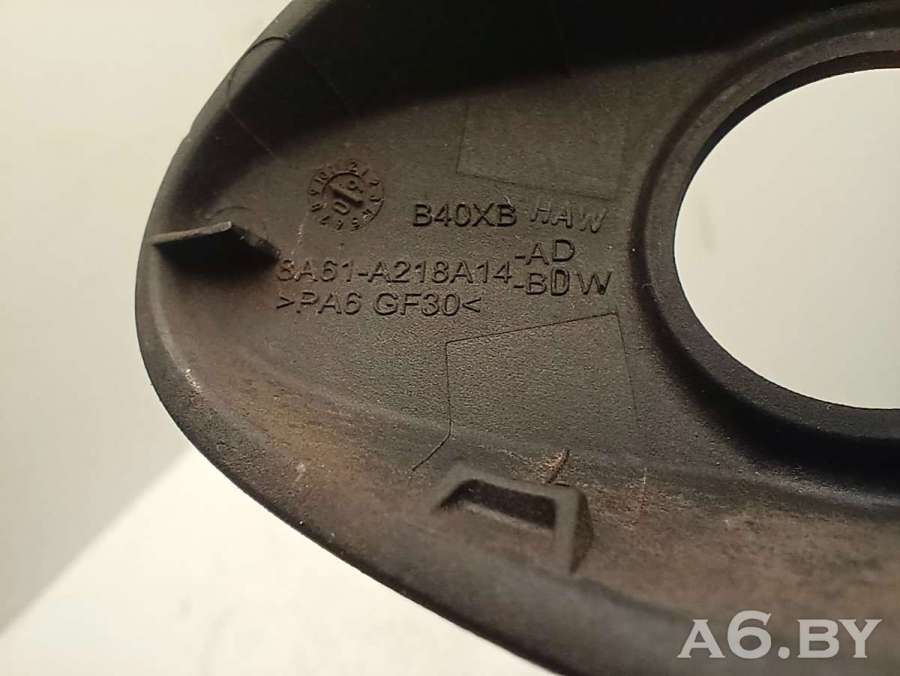 B40XB HAW
8A61-A218A14 -AD
-BDW
>PA6 GF30<
A6.BY